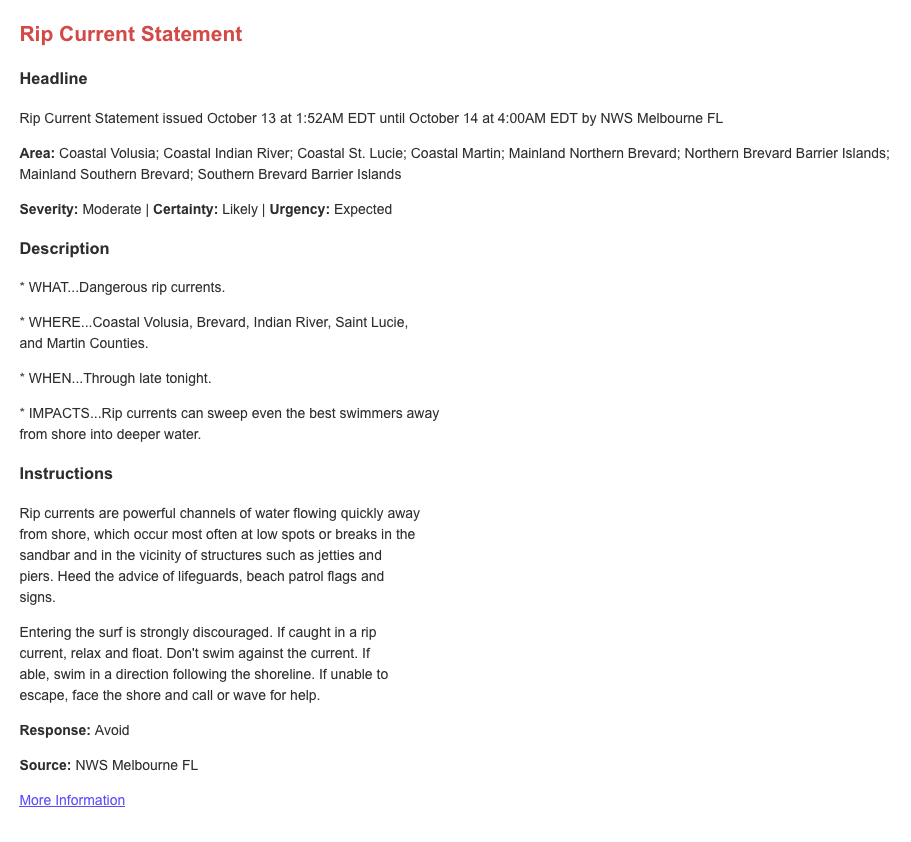 Rip Current Statement
Headline
Rip Current Statement issued October 13 at 1:52AM EDT until October 14 at 4:00AM EDT by NWS Melbourne FL
Area: Coastal Volusia; Coastal Indian River; Coastal St. Lucie; Coastal Martin; Mainland Northern Brevard; Northern Brevard Barrier Islands;
Mainland Southern Brevard; Southern Brevard Barrier Islands
Severity: Moderate | Certainty: Likely | Urgency: Expected
Description
* WHAT...Dangerous rip currents.
* WHERE...Coastal Volusia, Brevard, Indian River, Saint Lucie,
and Martin Counties.
* WHEN...Through late tonight.
* IMPACTS...Rip currents can sweep even the best swimmers away
from shore into deeper water.
Instructions
Rip currents are powerful channels of water flowing quickly away
from shore, which occur most often at low spots or breaks in the
sandbar and in the vicinity of structures such as jetties and
piers. Heed the advice of lifeguards, beach patrol flags and
signs.
Entering the surf is strongly discouraged. If caught in a rip
current, relax and float. Don't swim against the current. If
able, swim in a direction following the shoreline. If unable to
escape, face the shore and call or wave for help.
Response: Avoid
Source: NWS Melbourne FL
More Information